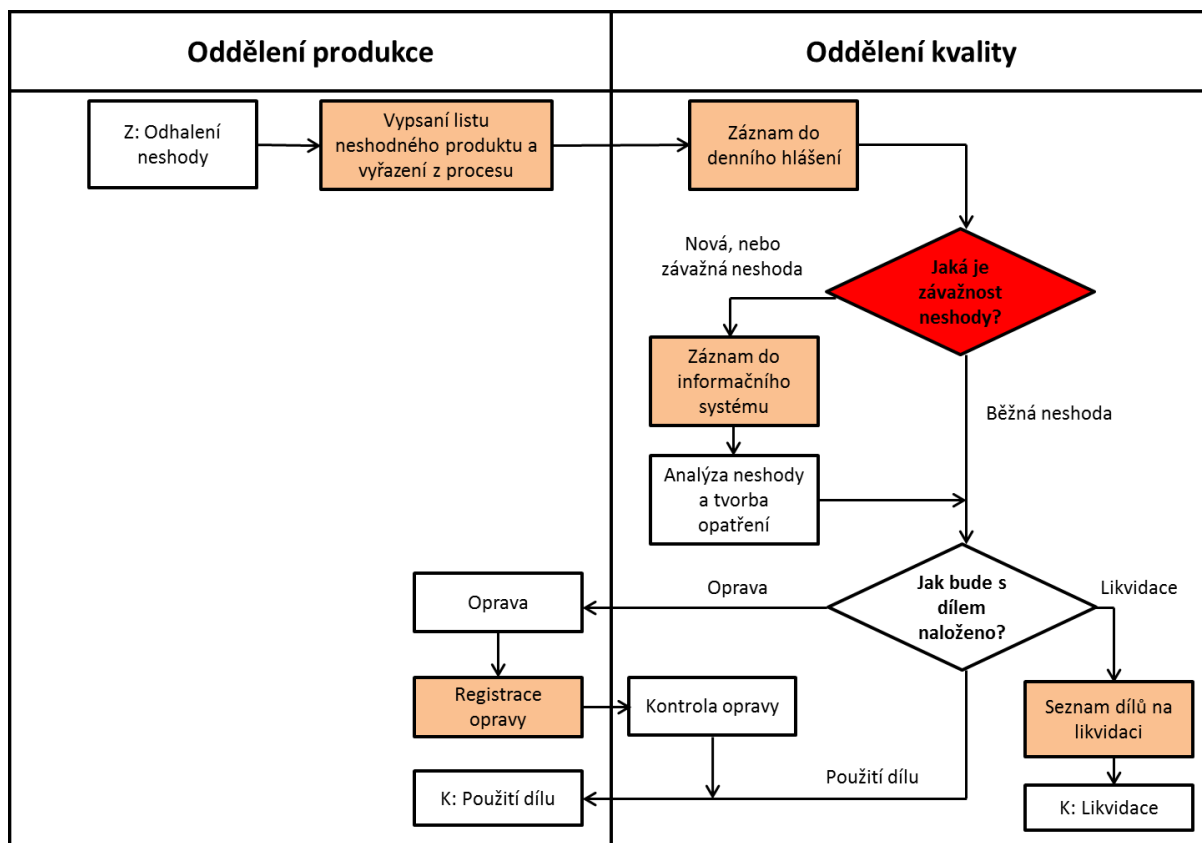 Oddělení produkce
Oddělení kvality
Z: Odhalení
neshody
Vypsaní listu
neshodného produktu a
vyřazení z procesu
Záznam do
denního hlášení
Nová, nebo
závažná neshoda
Jaká je
závažnost
neshody?
Záznam do
informačního
systému
Běžná neshoda
Analýza neshody
a tvorba
opatření
Oprava
Oprava
Jak bude s
dílem
naloženo?
Likvidace
Registrace
opravy
Kontrola opravy
Seznam dílů na
likvidaci
K: Použití dílu
Použití dílu
K: Likvidace